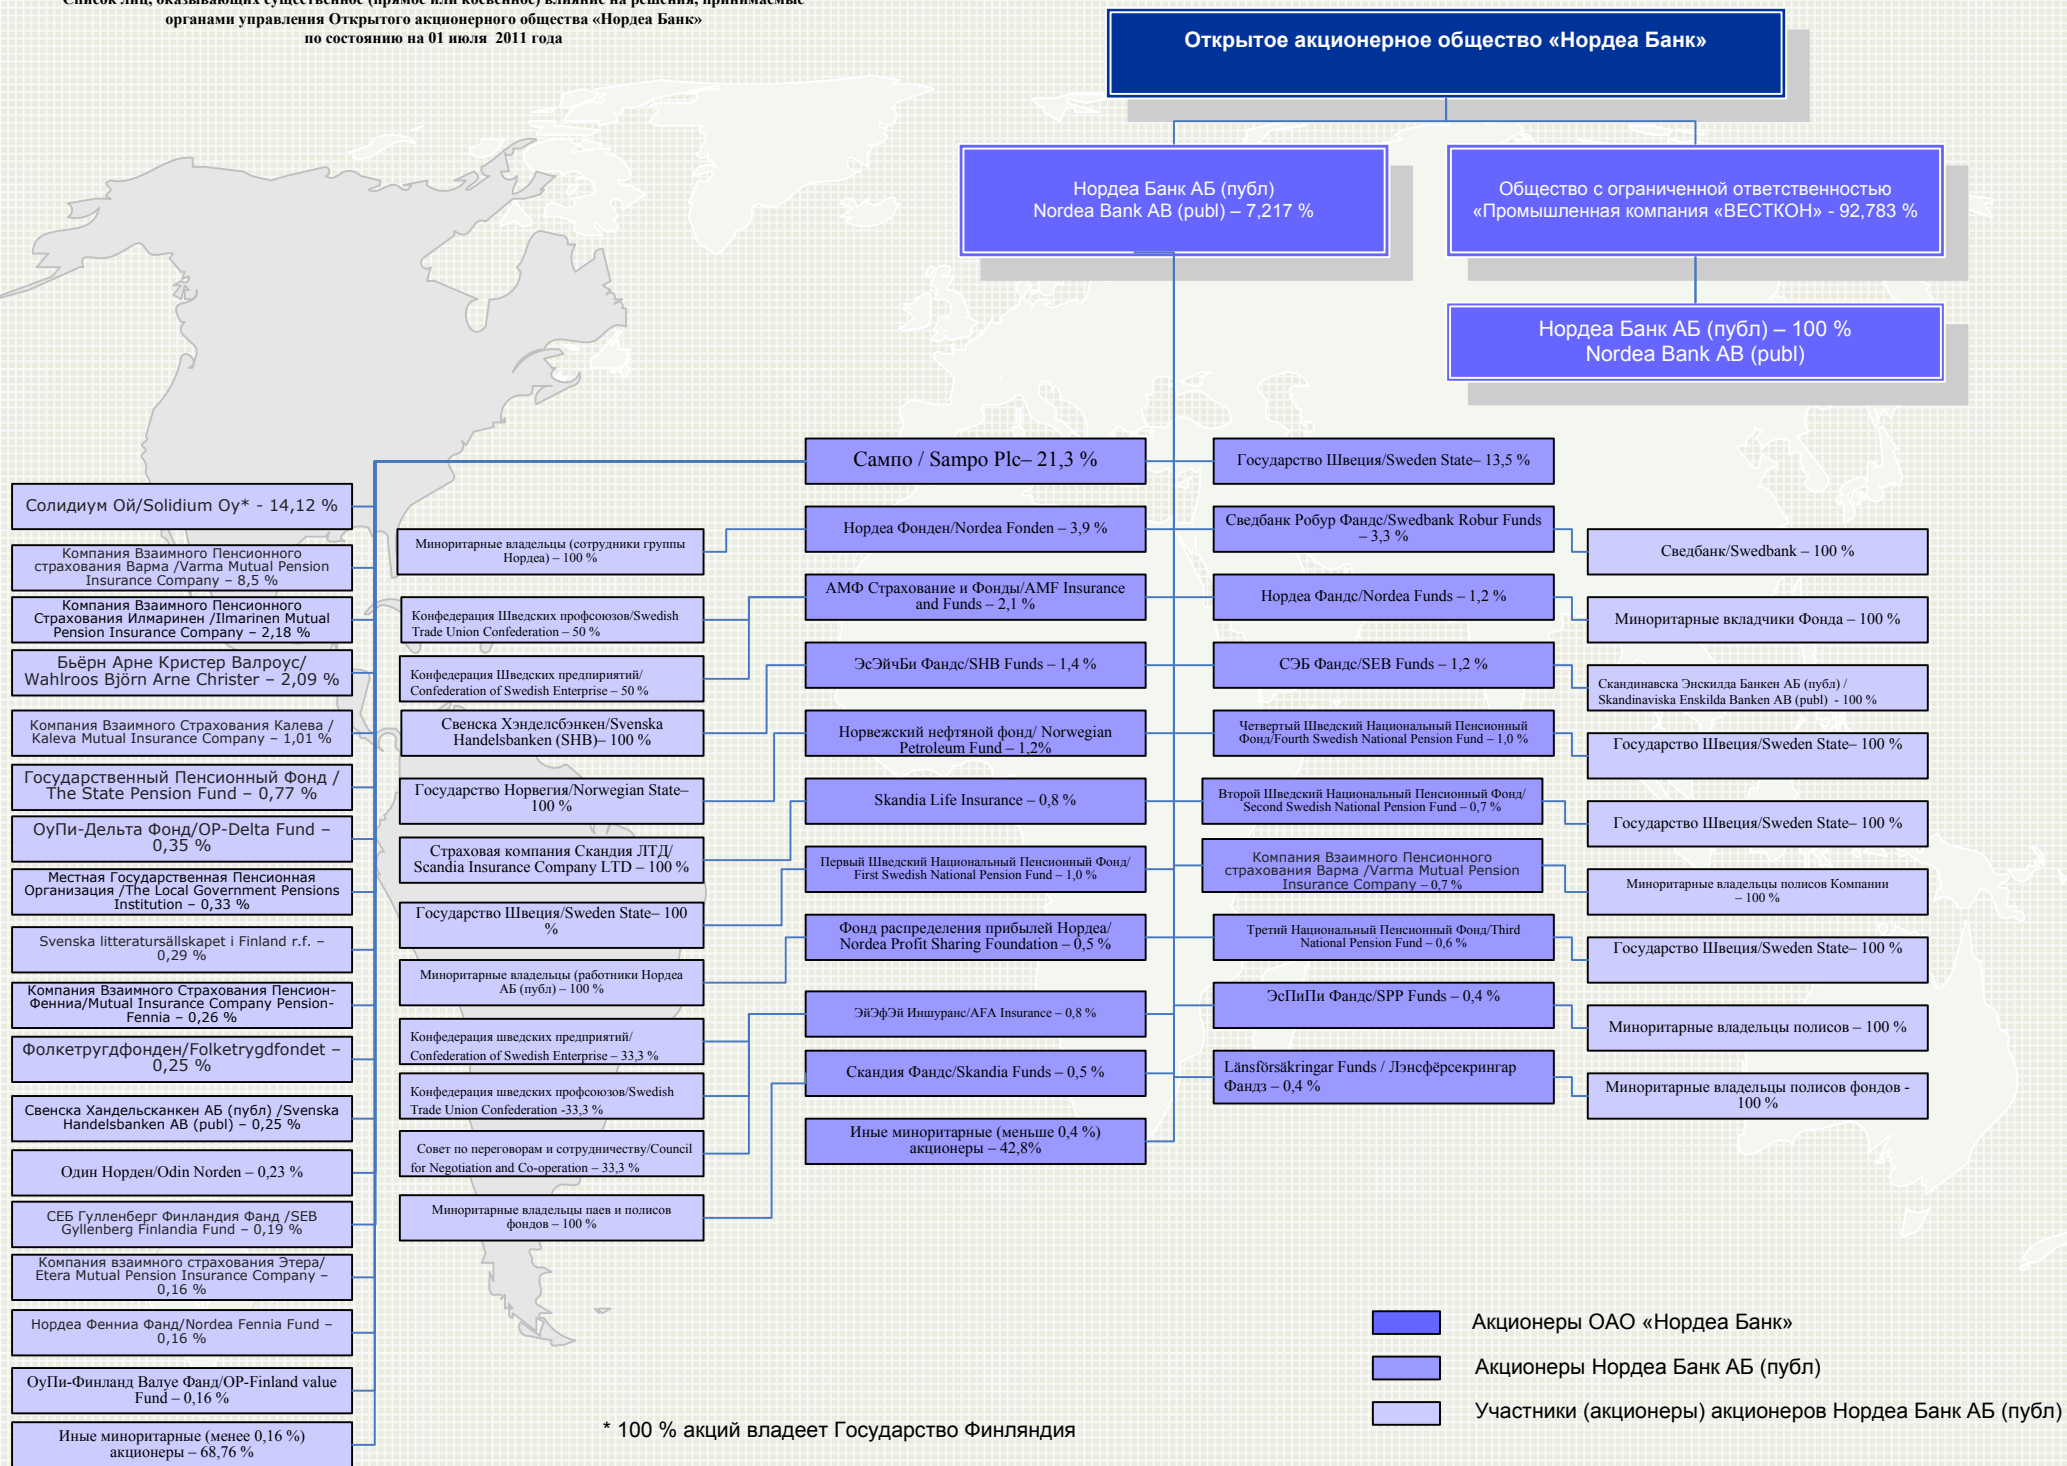 Список лиц, оказывающих существенное (прямое или косвенное) влияние на решения, принимаемые
органами управления Открытого акционерного общества «Нордеа Банк»
по состоянию на 01 июля 2011 года
Открытое акционерное общество «Нордеа Банк»
Нордеа Банк АБ (публ)
Nordea Bank AB (publ) – 7,217 %
Общество с ограниченной ответственностью
«Промышленная компания «ВЕСТКОН» - 92,783 %
Нордеа Банк АБ (публ) – 100 %
Nordea Bank AB (publ)
Солидиум Ой/Solidium Oy* - 14,12 %
Компания Взаимного Пенсионного
страхования Варма /Varma Mutual Pension
Insurance Company – 8,5 %
Компания Взаимного Пенсионного
Страхования Илмаринен /Ilmarinen Mutual
Pension Insurance Company – 2,18 %
Бьёрн Арне Кристер Валроус/
Wahlroos Björn Arne Christer – 2,09 %
Компания Взаимного Страхования Калева /
Kaleva Mutual Insurance Company – 1,01 %
Государственный Пенсионный Фонд /
The State Pension Fund – 0,77 %
ОуПи-Дельта Фонд/OP-Delta Fund –
0,35 %
Местная Государственная Пенсионная
Организация /The Local Government Pensions
Institution – 0,33 %
Svenska litteratursällskapet i Finland r.f. –
0,29 %
Компания Взаимного Страхования Пенсион-
Фенниа/Mutual Insurance Company Pension-
Fennia – 0,26 %
Фолкетругдфонден/Folketrygdfondet –
0,25 %
Свенска Хандельсканкен АБ (публ) /Svenska
Handelsbanken AB (publ) – 0,25 %
Один Норден/Odin Norden – 0,23 %
СЕБ Гулленберг Финландия Фанд /SEB
Gyllenberg Finlandia Fund – 0,19 %
Компания взаимного страхования Этера/
Etera Mutual Pension Insurance Company –
0,16 %
Нордеа Фенниа Фанд/Nordea Fennia Fund –
0,16 %
ОуПи-Финланд Валуе Фанд/OP-Finland value
Fund – 0,16 %
Иные миноритарные (менее 0,16 %)
акционеры – 68,76 %
Миноритарные владельцы (сотрудники группы
Нордеа) – 100 %
Конфедерация Шведских профсоюзов/Swedish
Trade Union Confederation – 50 %
Конфедерация Шведских предприятий/
Confederation of Swedish Enterprise – 50 %
Свенска Хэнделсбэнкен/Svenska
Handelsbanken (SHB)– 100 %
Государство Норвегия/Norwegian State–
100 %
Страховая компания Скандия ЛТД/
Scandia Insurance Company LTD – 100 %
Государство Швеция/Sweden State– 100
%
Миноритарные владельцы (работники Нордеа
АБ (публ) – 100 %
Конфедерация шведских предприятий/
Confederation of Swedish Enterprise – 33,3 %
Конфедерация шведских профсоюзов/Swedish
Trade Union Confederation -33,3 %
Совет по переговорам и сотрудничеству/Council
for Negotiation and Co-operation – 33,3 %
Миноритарные владельцы паев и полисов
фондов – 100 %
Сампо / Sampo Plc– 21,3 %
Нордеа Фонден/Nordea Fonden – 3,9 %
АМФ Страхование и Фонды/AMF Insurance
and Funds – 2,1 %
ЭсЭйчБи Фандс/SHB Funds – 1,4 %
Норвежский нефтяной фонд/ Norwegian
Petroleum Fund – 1,2%
Skandia Life Insurance – 0,8 %
Первый Шведский Национальный Пенсионный Фонд/
First Swedish National Pension Fund – 1,0 %
Фонд распределения прибылей Нордеа/
Nordea Profit Sharing Foundation – 0,5 %
ЭйЭфЭй Иншуранс/AFA Insurance – 0,8 %
Скандия Фандс/Skandia Funds – 0,5 %
Иные миноритарные (меньше 0,4 %)
акционеры – 42,8%
Государство Швеция/Sweden State– 13,5 %
Сведбанк Робур Фандс/Swedbank Robur Funds
– 3,3 %
Нордеа Фандс/Nordea Funds – 1,2 %
СЭБ Фандс/SEB Funds – 1,2 %
Четвертый Шведский Национальный Пенсионный
Фонд/Fourth Swedish National Pension Fund – 1,0 %
Второй Шведский Национальный Пенсионный Фонд/
Second Swedish National Pension Fund – 0,7 %
Компания Взаимного Пенсионного
страхования Варма /Varma Mutual Pension
Insurance Company – 0,7 %
Третий Национальный Пенсионный Фонд/Third
National Pension Fund – 0,6 %
ЭсПиПи Фандс/SPP Funds – 0,4 %
Länsförsäkringar Funds / Лэнсфёрсекрингар
Фандз – 0,4 %
Сведбанк/Swedbank – 100 %
Миноритарные вкладчики Фонда – 100 %
Скандинавска Энскилда Банкен АБ (публ) /
Skandinaviska Enskilda Banken AB (publ) - 100 %
Государство Швеция/Sweden State– 100 %
Государство Швеция/Sweden State– 100 %
Миноритарные владельцы полисов Компании
– 100 %
Государство Швеция/Sweden State– 100 %
Миноритарные владельцы полисов – 100 %
Миноритарные владельцы полисов фондов -
100 %
Акционеры ОАО «Нордеа Банк»
Акционеры Нордеа Банк АБ (публ)
Участники (акционеры) акционеров Нордеа Банк АБ (публ)
* 100 % акций владеет Государство Финляндия